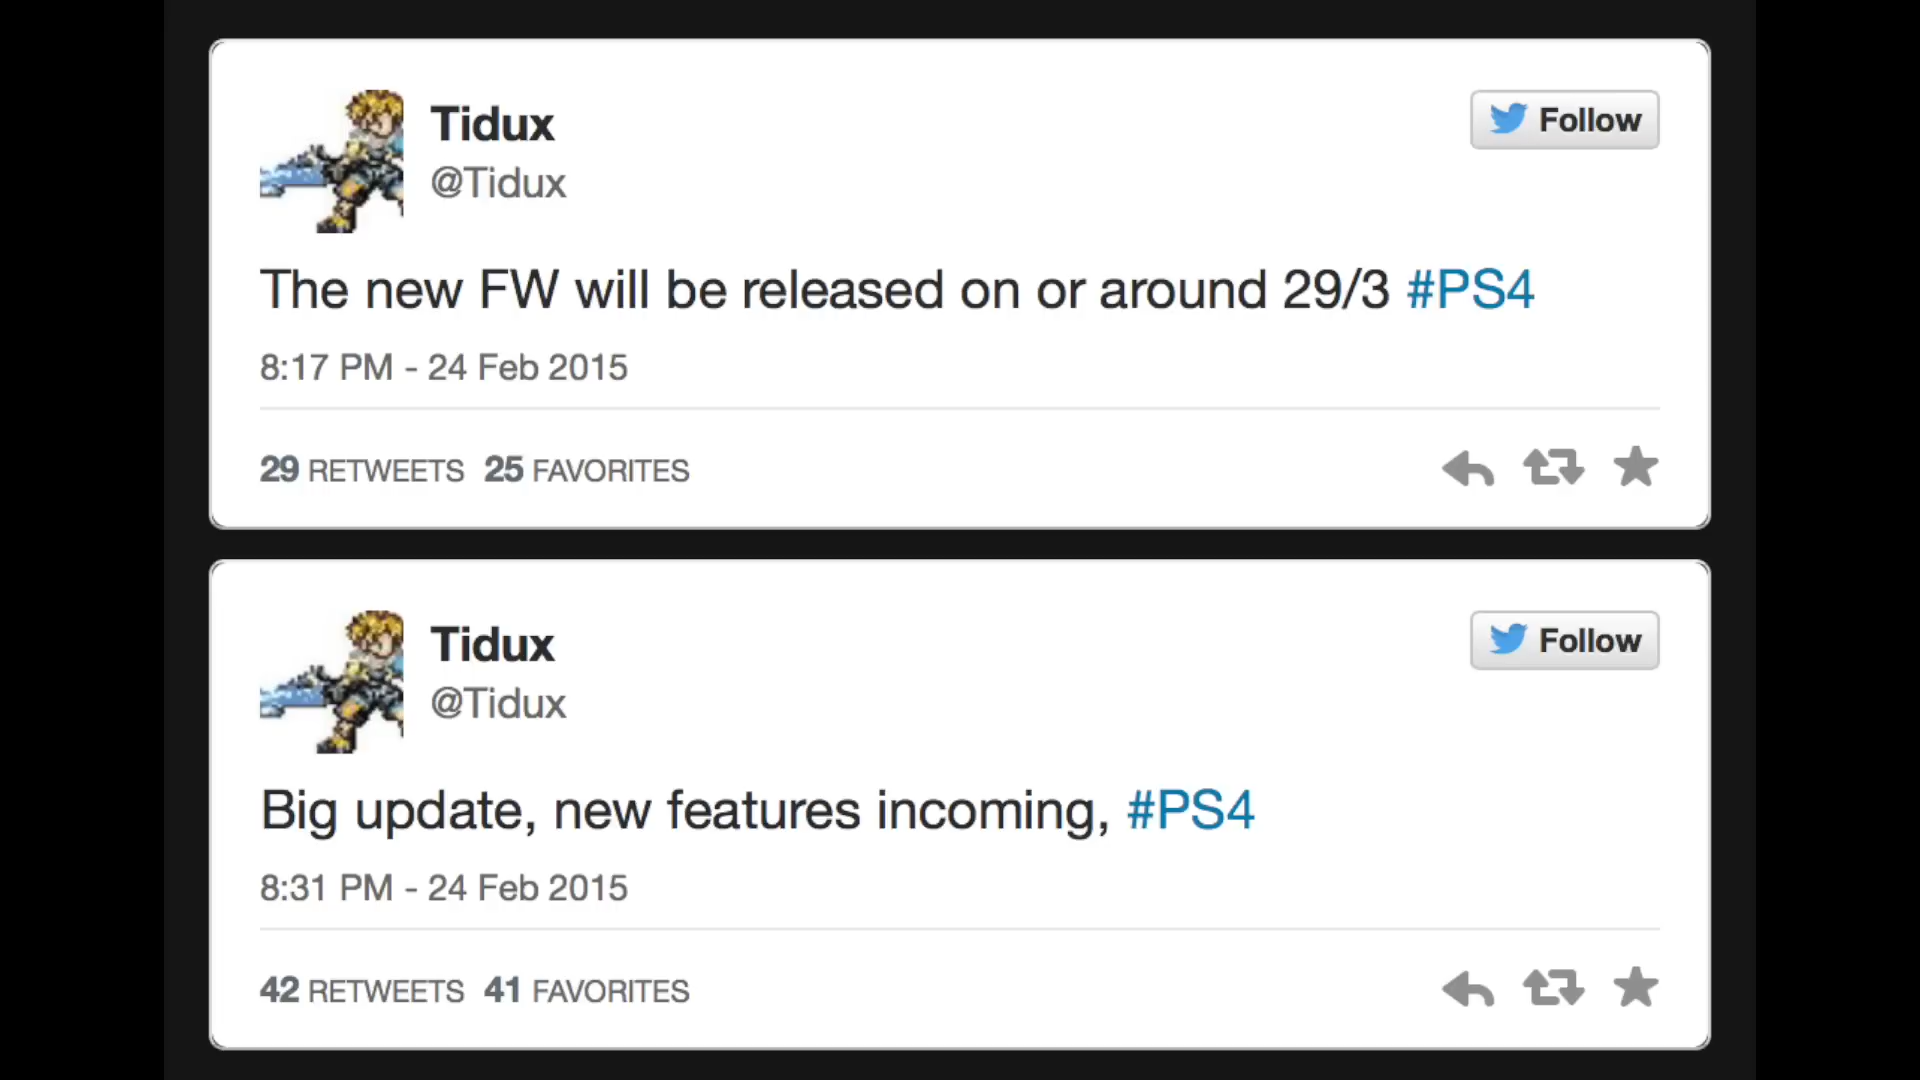 Tidux
@Tidux
Follow
The new FW will be released on or around 29/3 #PS4
8:17 PM - 24 Feb 2015
29 RETWEETS 25 FAVORITES
Tidux
@Tidux
Follow
Big update, new features incoming, #PS4
8:31 PM - 24 Feb 2015
42 RETWEETS 41 FAVORITES